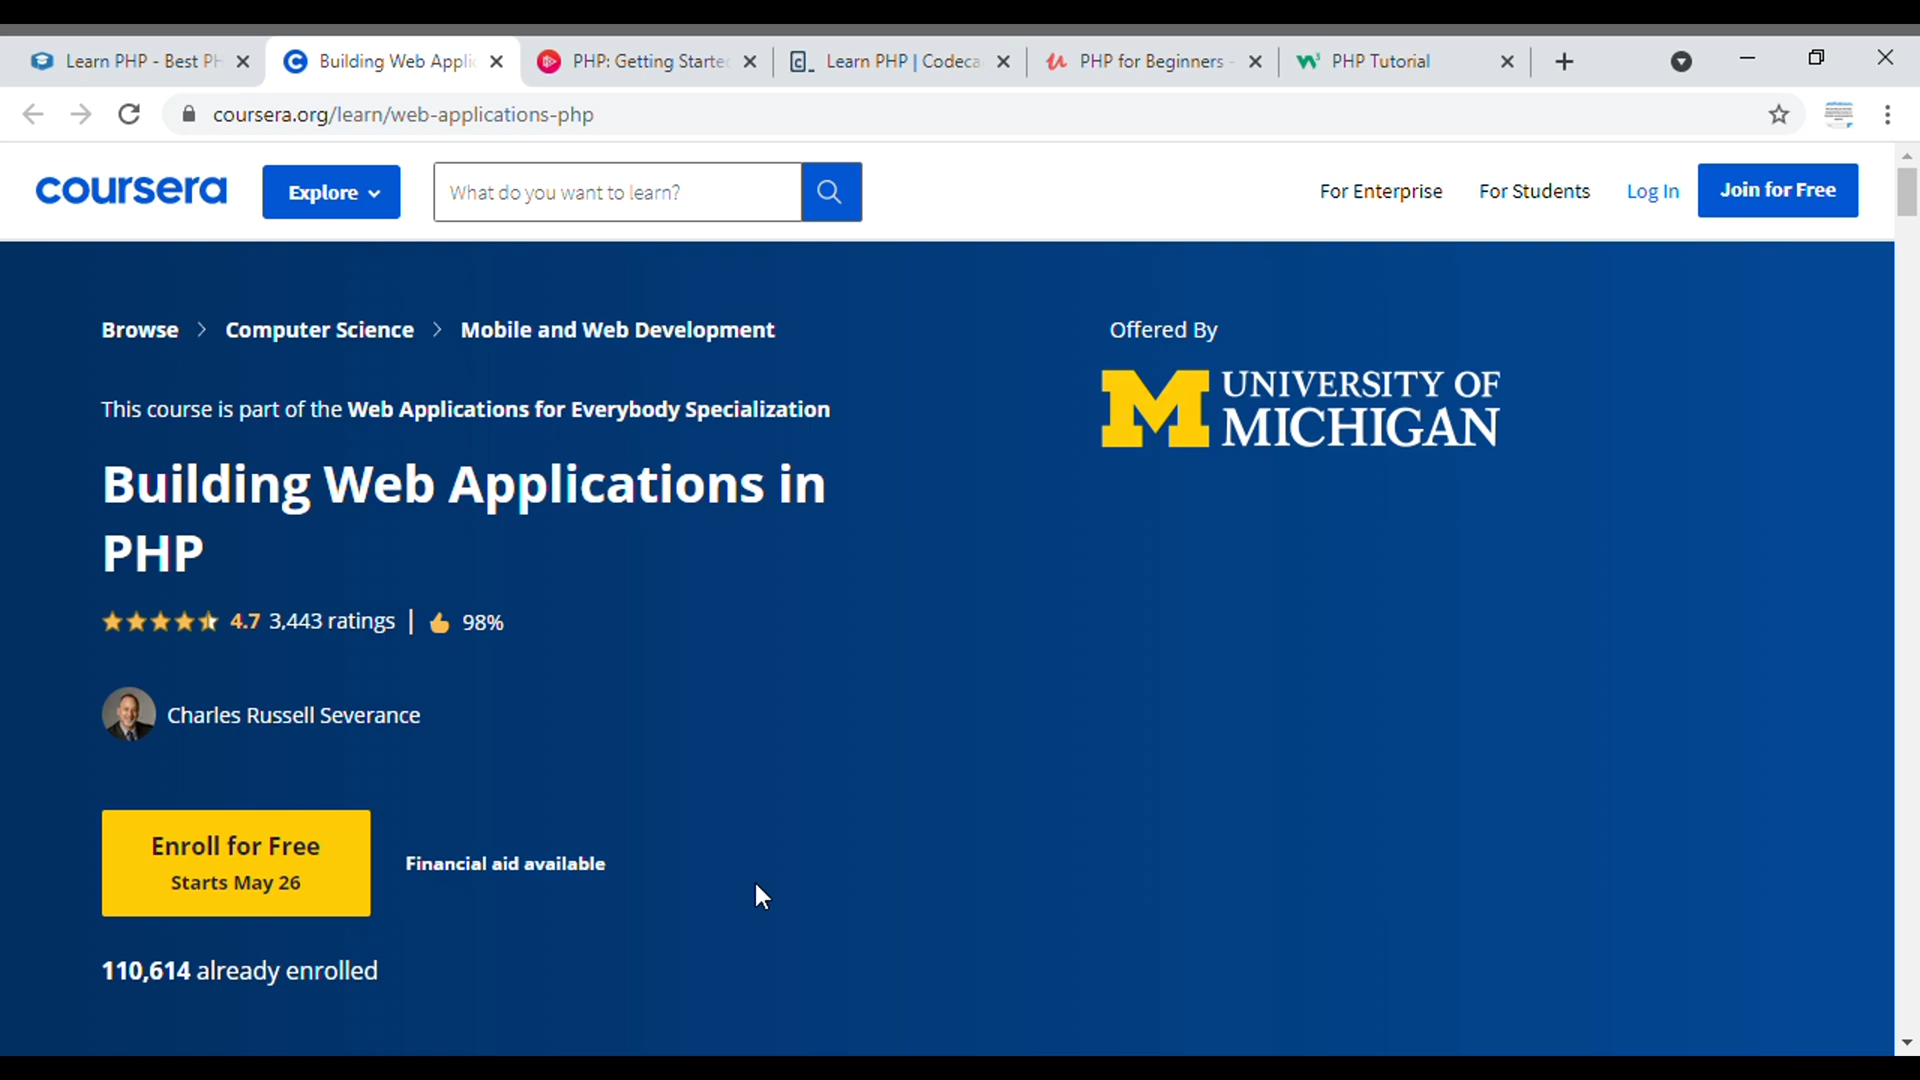 Learn PHP - Best PH
Building Web Applic
PHP: Getting Starte
Learn PHP | Codeca
PHP for Beginners -
PHP Tutorial
coursera.org/learn/web-applications-php
coursera
Explore
What do you want to learn?
For Enterprise
For Students
Log In
Join for Free
Browse > Computer Science > Mobile and Web Development
This course is part of the Web Applications for Everybody Specialization
Building Web Applications in
PHP
4.7 3,443 ratings | 98%
Charles Russell Severance
Enroll for Free
Starts May 26
Financial aid available
110,614 already enrolled
Offered By
M UNIVERSITY OF
MICHIGAN